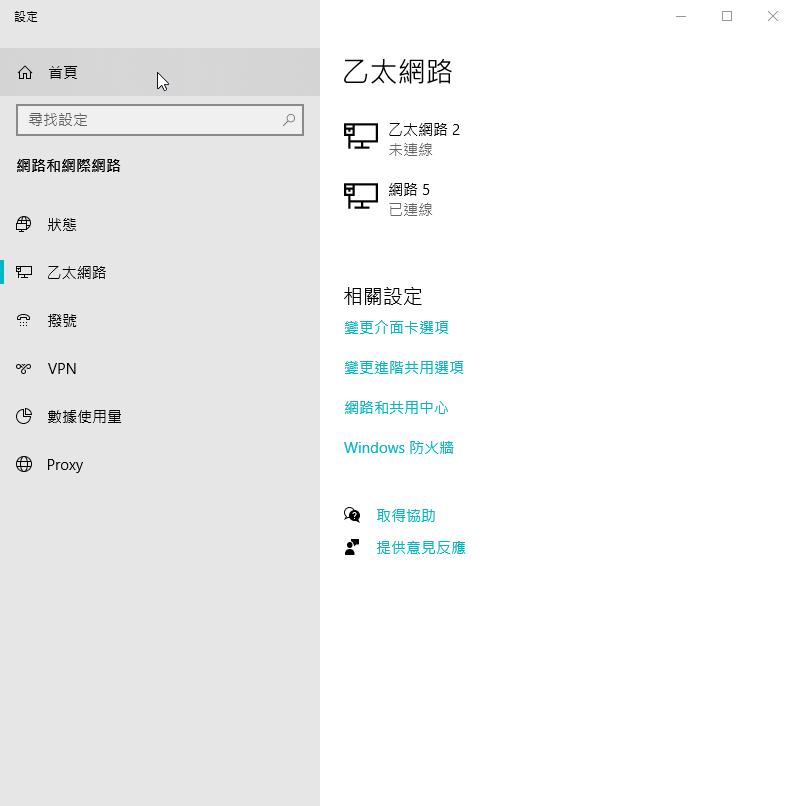 設定
首頁
尋找設定
網路和網際網路
狀態
乙太網路
撥號
VPN
數據使用量
Proxy
乙太網路
乙太網路 2
未連線
網路 5
已連線
相關設定
變更介面卡選項
變更進階共用選項
網路和共用中心
Windows 防火牆
取得協助
提供意見反應